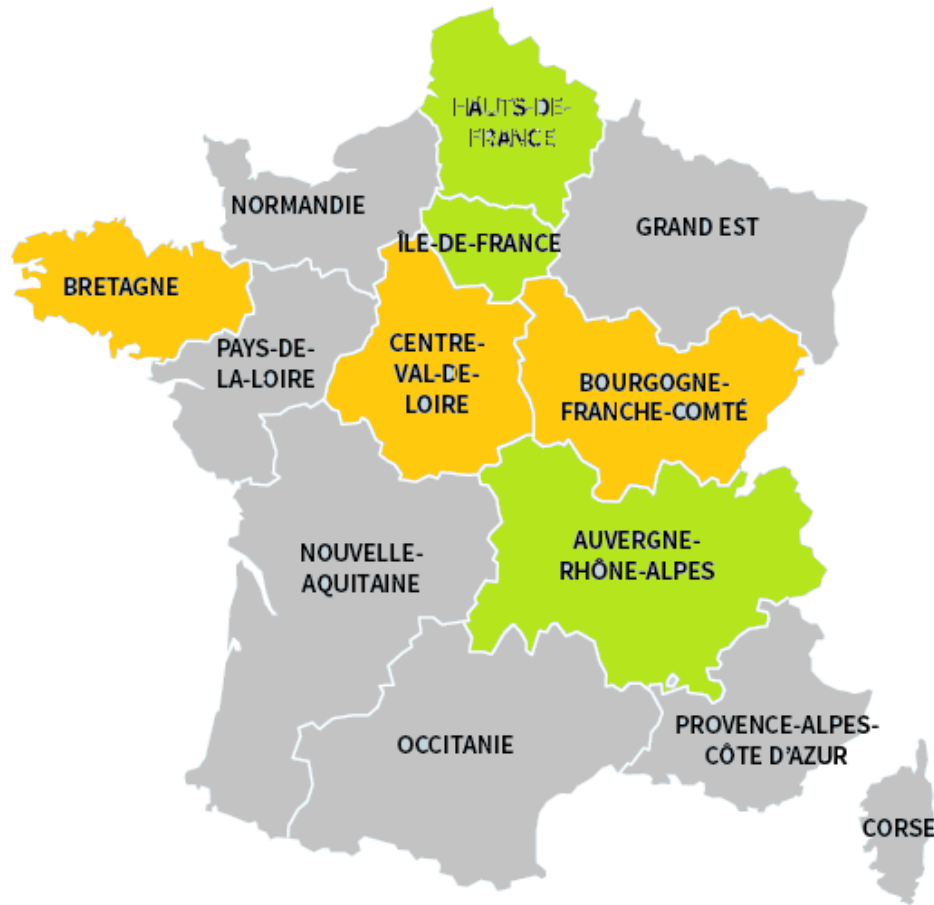 HAUTS-DE-
FRANCE
NORMANDIE
GRAND EST
ÎLE-DE-FRANCE
BRETAGNE
PAYS-DE-
LA-LOIRE
CENTRE-
VAL-DE-
LOIRE
BOURGOGNE-
FRANCHE-COMTÉ
NOUVELLE-
AQUITAINE
AUVERGNE-
RHÔNE-ALPES
OCCITANIE
PROVENCE-ALPES-
CÔTE D’AZUR
CORSE